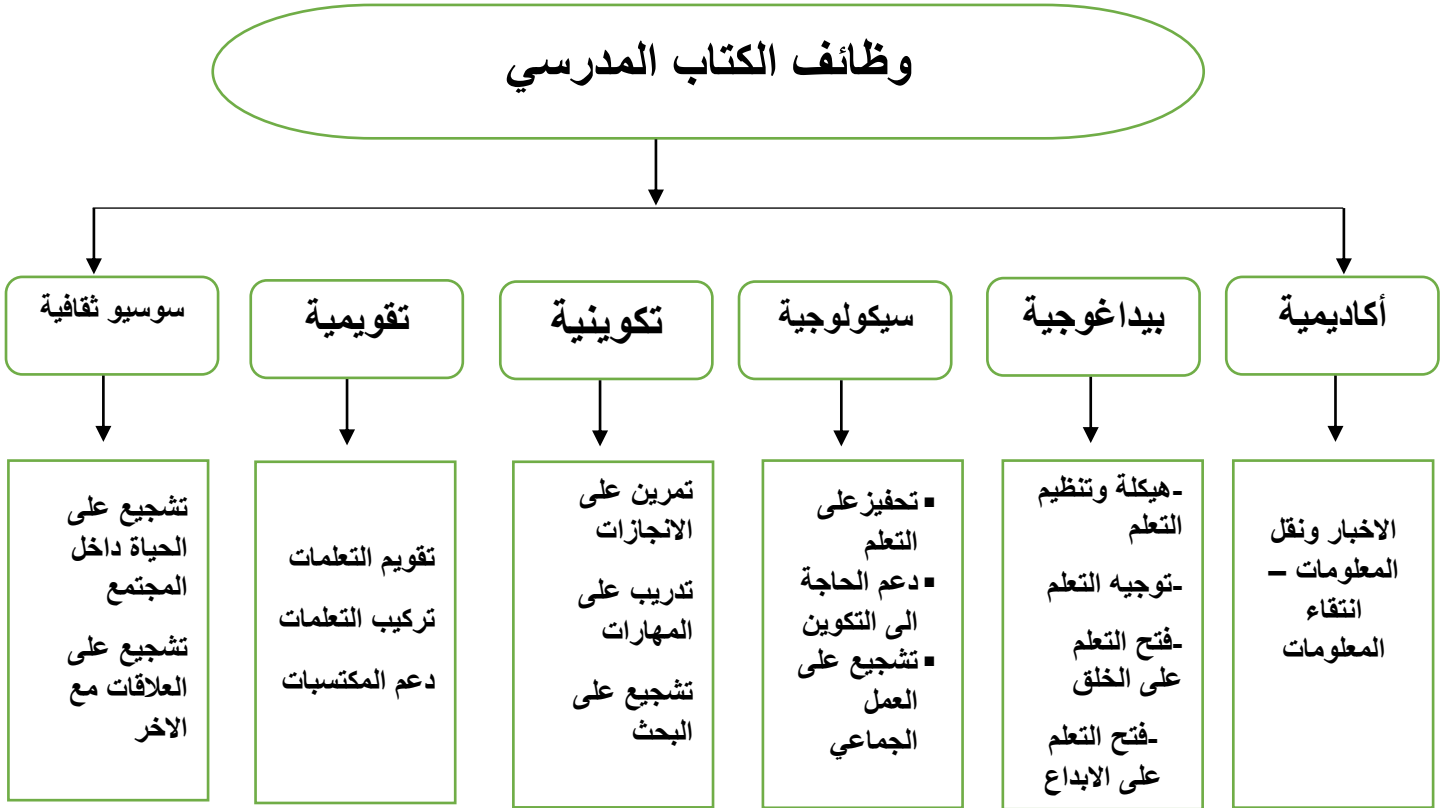 وظائف الكتاب المدرسي
أكاديمية
بيداغوجية
سيكولوجية
تكوينية
تقويمية
سوسيو ثقافية
الاخبار ونقل
المعلومات –
انتقاء
المعلومات
-هيكلة وتنظيم
التعلم
-توجيه التعلم
-فتح التعلم
على الخلق
-فتح التعلم
على الابداع
▪ تحفيزعلى
التعلم
▪ دعم الحاجة
الى التكوين
▪ تشجيع على
العمل
الجماعي
تمرين على
الانجازات
تدريب على
المهارات
تشجيع على
البحث
تقويم التعلمات
تركيب التعلمات
دعم المكتسبات
تشجيع على
الحياة داخل
المجتمع
تشجيع على
العلاقات مع
الاخر